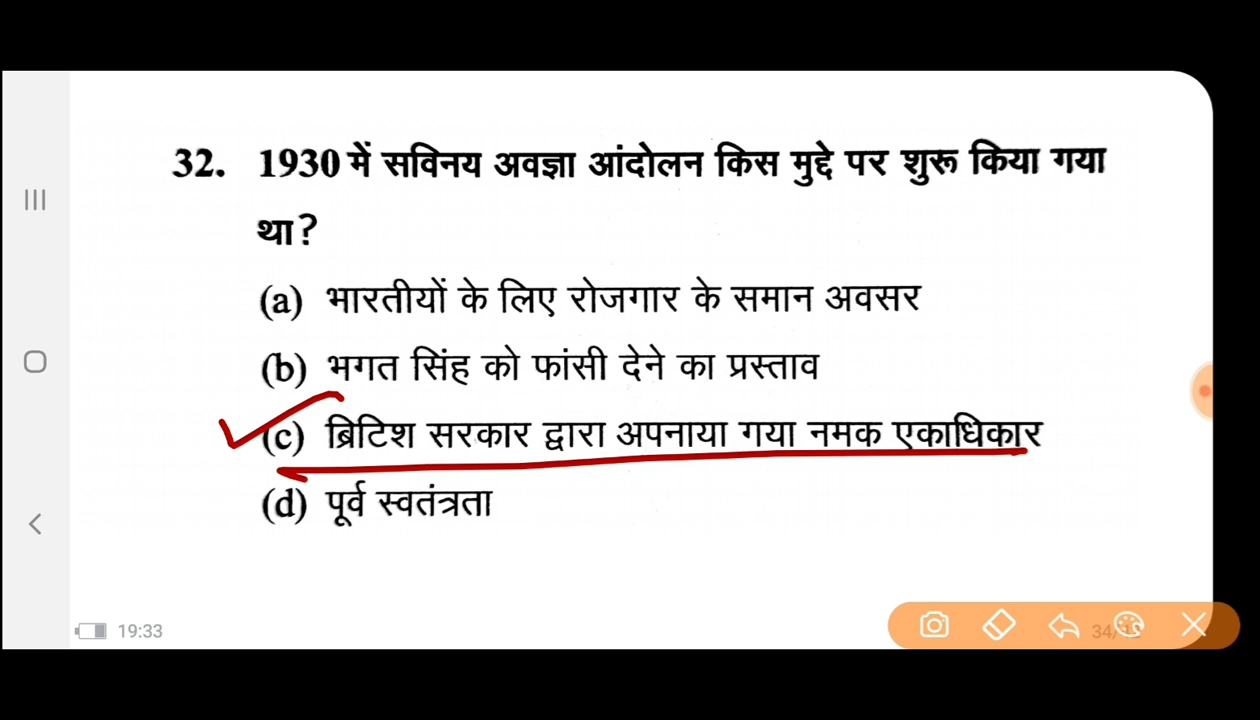 32. 1930 में सविनय अवज्ञा आंदोलन किस मुद्दे पर शुरू किया गया
था?
(a) भारतीयों के लिए रोजगार के समान अवसर
(b) भगत सिंह को फांसी देने का प्रस्ताव
(c) ब्रिटिश सरकार द्वारा अपनाया गया नमक एकाधिकार
(d) पूर्व स्वतंत्रता
19:33